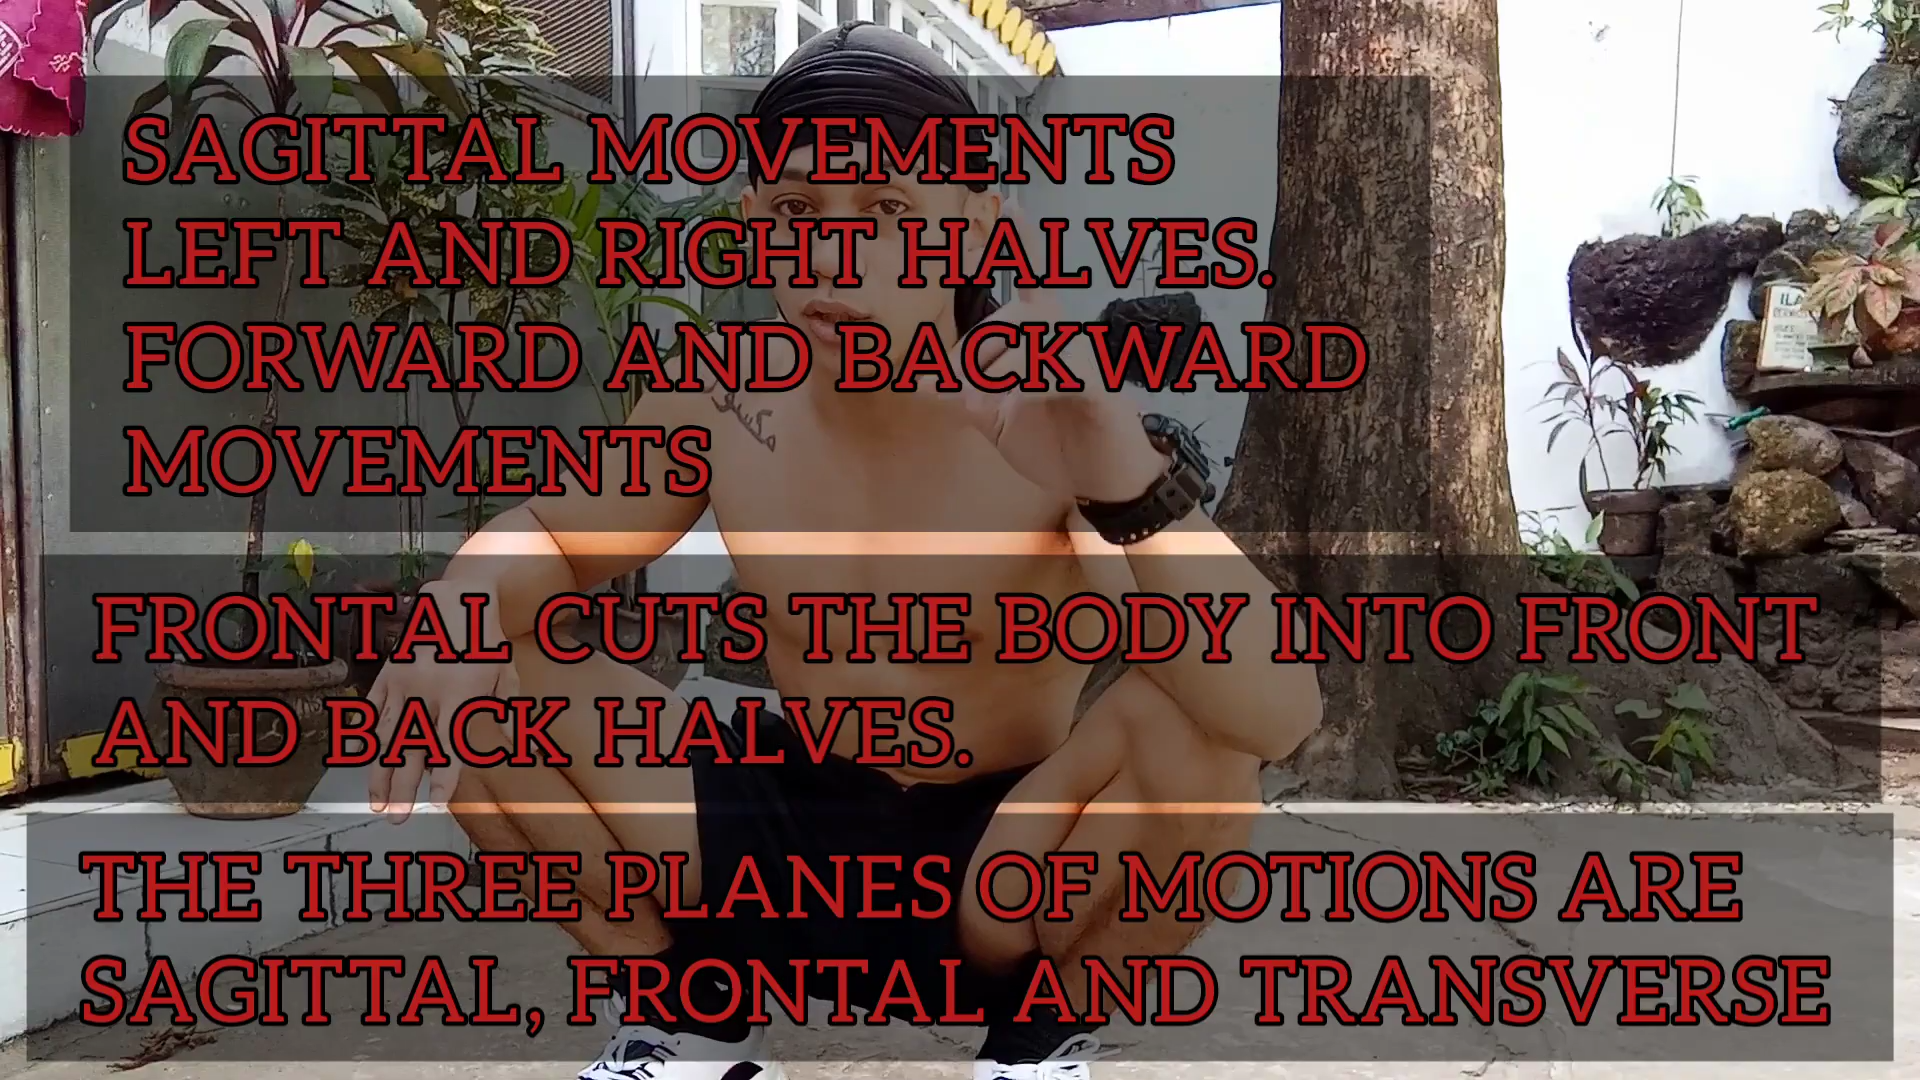 SAGITTAL MOVEMENTS
LEFT AND RIGHT HALVES.
FORWARD AND BACKWARD
MOVEMENTS
FRONTAL CUTS THE BODY INTO FRONT
AND BACK HALVES.
THE THREE PLANES OF MOTIONS ARE
SAGITTAL, FRONTAL AND TRANSVERSE